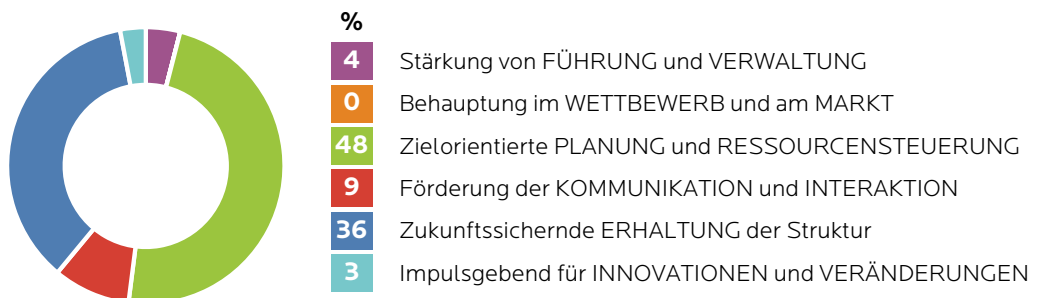 %
4 Stärkung von FÜHRUNG und VERWALTUNG
0 Behauptung im WETTBEWERB und am MARKT
48 Zielorientierte PLANUNG und RESSOURCENSTEUERUNG
9 Förderung der KOMMUNIKATION und INTERAKTION
36 Zukunftssichernde ERHALTUNG der Struktur
3 Impulsgebend für INNOVATIONEN und VERÄNDERUNGEN